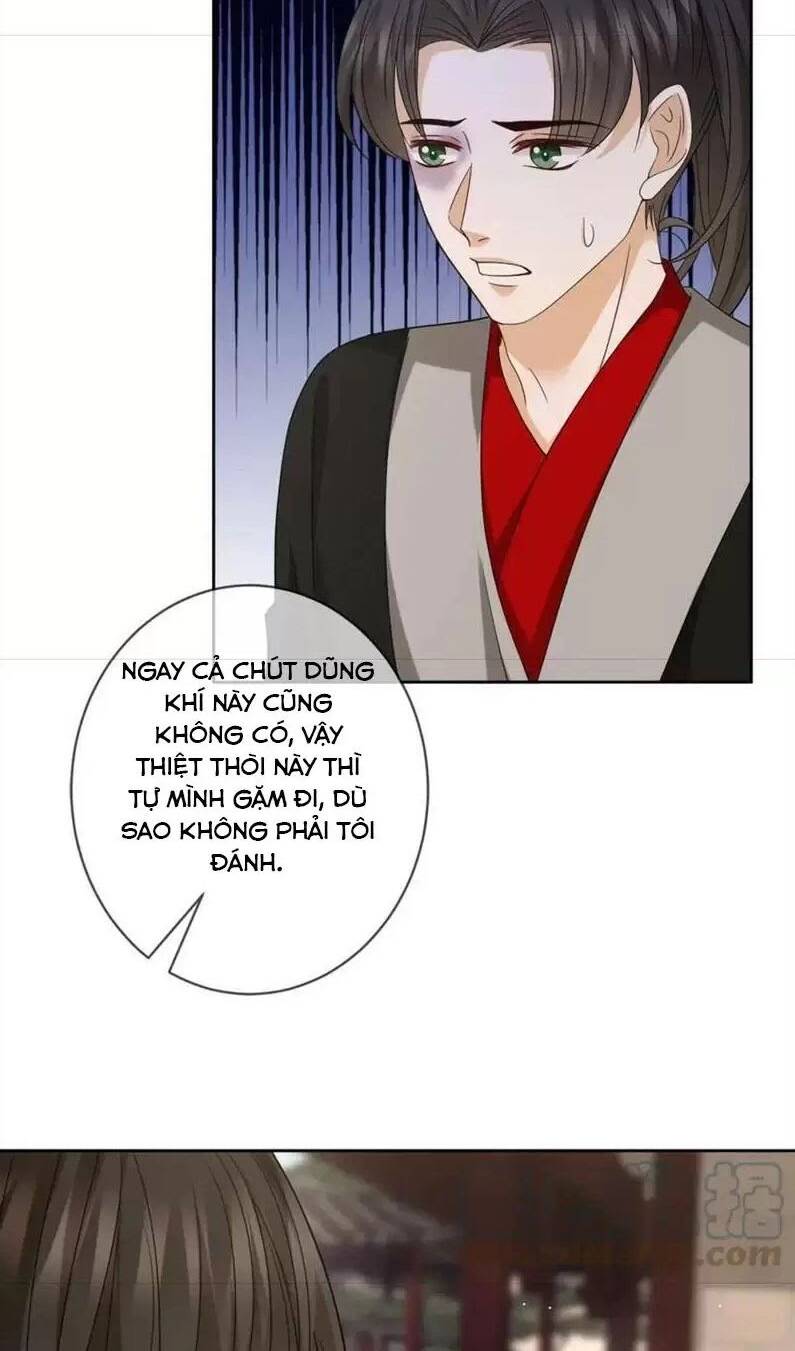 NGAY CẢ CHÚT DŨNG
KHÍ NÀY CŨNG
KHÔNG CÓ, VẬY
THIỆT THÒI NÀY THÌ
TỰ MÌNH GẶM ĐI, DÙ
SAO KHÔNG PHẢI TÔI
ĐÁNH.
据
.com